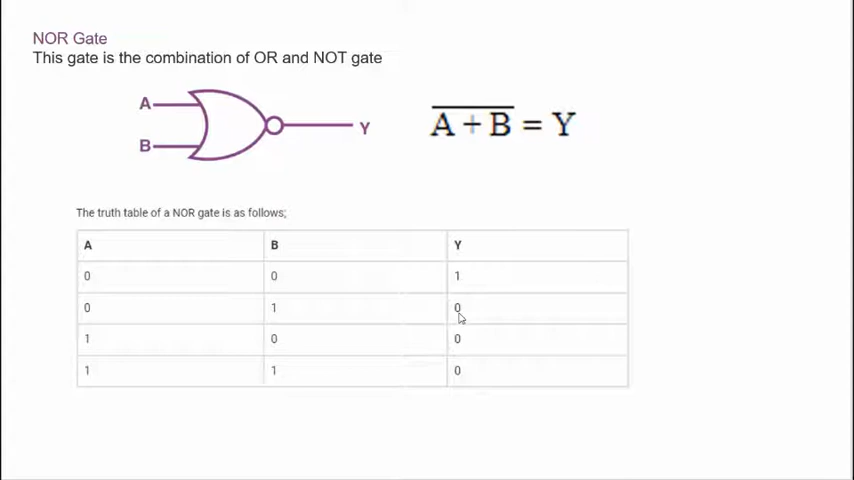 NOR Gate
This gate is the combination of OR and NOT gate
A
B
Y
A + B = Y
The truth table of a NOR gate is as follows;
A B Y
0 0 1
0 1 0
1 0 0
1 1 0